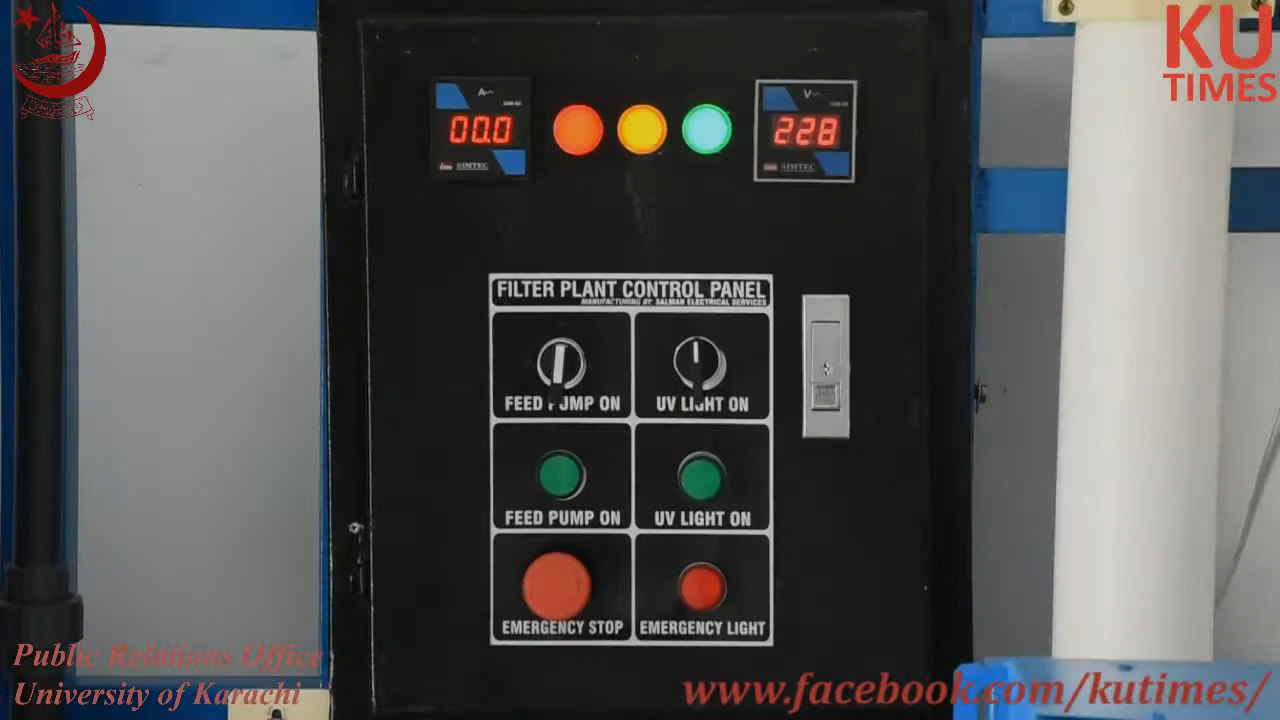 KU
TIMES
A~
00.0
SIMTEC
V~
228
SIMTEC
FILTER PLANT CONTROL PANEL
MANUFACTURING BY: SALMAN ELECTRICAL SERVICES
FEED PUMP ON
UV LIGHT ON
FEED PUMP ON
UV LIGHT ON
EMERGENCY STOP
EMERGENCY LIGHT
Public Relations Office
University of Karachi
www.facebook.com/kutimes/